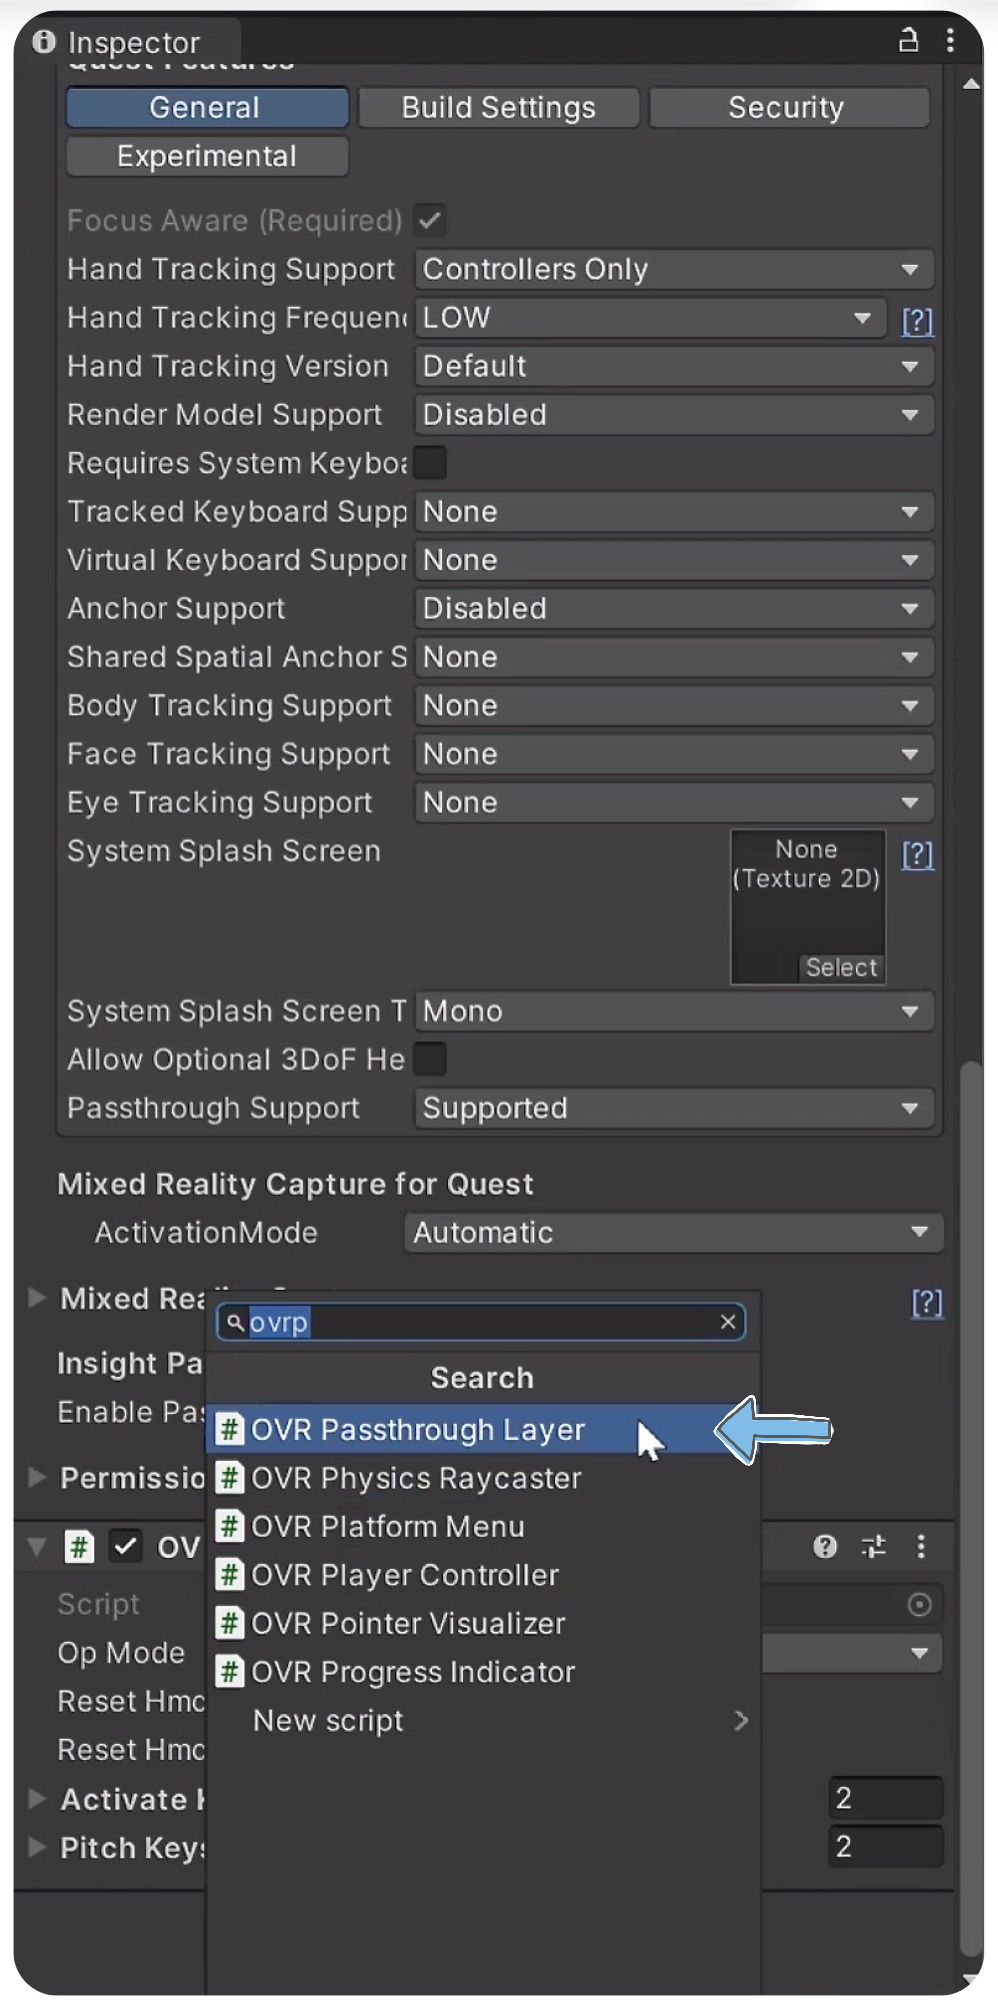 Inspector
Quest Features
General Build Settings Security
Experimental
Focus Aware (Required)
Hand Tracking Support Controllers Only
Hand Tracking Frequen LOW [?]
Hand Tracking Version Default
Render Model Support Disabled
Requires System Keyboa
Tracked Keyboard Supp None
Virtual Keyboard Suppor None
Anchor Support Disabled
Shared Spatial Anchor S None
Body Tracking Support None
Face Tracking Support None
Eye Tracking Support None
System Splash Screen None [?]
(Texture 2D)
Select
System Splash Screen T Mono
Allow Optional 3DoF He
Passthrough Support Supported
Mixed Reality Capture for Quest
ActivationMode Automatic
Mixed Rea [?]
ovrp
Insight Pa
Search
Enable Pas
OVR Passthrough Layer
Permissio
# OVR Physics Raycaster
# OVR Platform Menu
# OV
# OVR Player Controller
Script
# OVR Pointer Visualizer
Op Mode
# OVR Progress Indicator
Reset Hmd
New script
Reset Hmd
Activate K 2
Pitch Keys 2